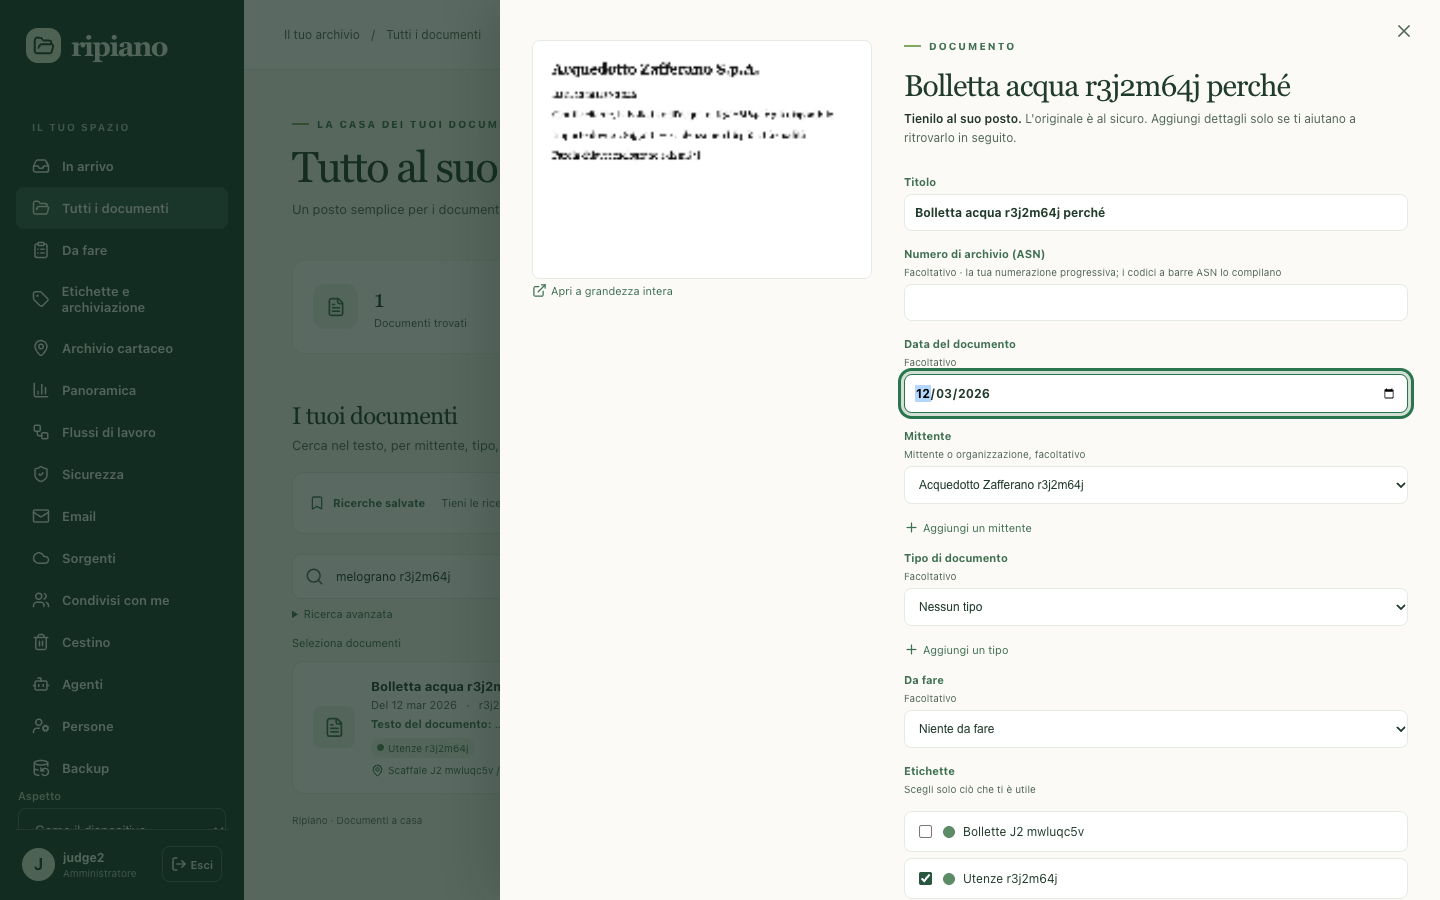 ripiano
IL TUO SPAZIO
In arrivo
Tutti i documenti
Da fare
Etichette e
archiviazione
Archivio cartaceo
Panoramica
Flussi di lavoro
Sicurezza
Email
Sorgenti
Condivisi con me
Cestino
Agenti
Persone
Backup
Aspetto
Come il dispositivo
J
judge2
Amministratore
Esci
Il tuo archivio / Tutti i documenti
LA CASA DEI TUOI DOCUM
Tutto al suo
Un posto semplice per i document
1
Documenti trovati
I tuoi documenti
Cerca nel testo, per mittente, tipo,
Ricerche salvate Tieni le rice
melograno r3j2m64j
Ricerca avanzata
Seleziona documenti
Bolletta acqua r3j2n
Del 12 mar 2026 · r3j2
Testo del documento: ..
Utenze r3j2m64j
Scaffale J2 mwluqc5v /
Ripiano · Documenti a casa
Acquedotto Zafferano S.p.A.
Apri a grandezza intera
DOCUMENTO
Bolletta acqua r3j2m64j perché
Tienilo al suo posto. L'originale è al sicuro. Aggiungi dettagli solo se ti aiutano a
ritrovarlo in seguito.
Titolo
Bolletta acqua r3j2m64j perché
Numero di archivio (ASN)
Facoltativo · la tua numerazione progressiva; i codici a barre ASN lo compilano
Data del documento
Facoltativo
12/03/2026
Mittente
Mittente o organizzazione, facoltativo
Acquedotto Zafferano r3j2m64j
Aggiungi un mittente
Tipo di documento
Facoltativo
Nessun tipo
Aggiungi un tipo
Da fare
Facoltativo
Niente da fare
Etichette
Scegli solo ciò che ti è utile
Bollette J2 mwluqc5v
Utenze r3j2m64j